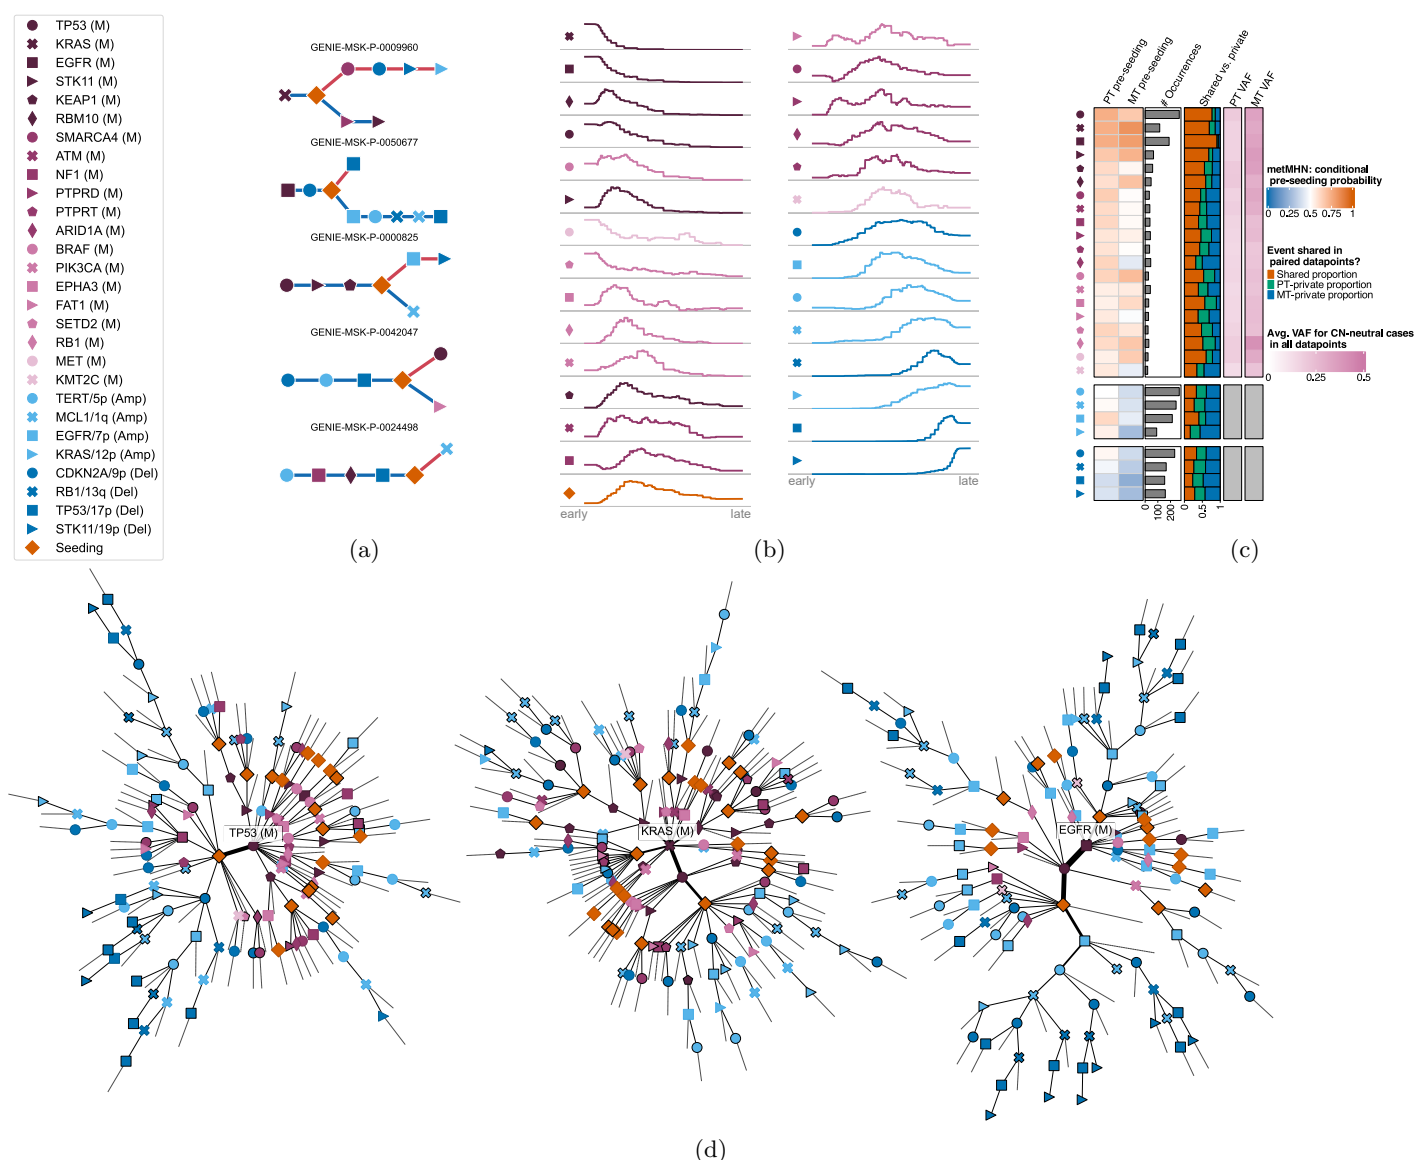 TP53 (M)
KRAS (M)
EGFR (M)
STK11 (M)
KEAP1 (M)
RBM10 (M)
SMARCA4 (M)
ATM (M)
NF1 (M)
PTPRD (M)
PTPRT (M)
ARID1A (M)
BRAF (M)
PIK3CA (M)
EPHA3 (M)
FAT1 (M)
SETD2 (M)
RB1 (M)
MET (M)
KMT2C (M)
TERT/5p (Amp)
MCL1/1q (Amp)
EGFR/7p (Amp)
KRAS/12p (Amp)
CDKN2A/9p (Del)
RB1/13q (Del)
TP53/17p (Del)
STK11/19p (Del)
Seeding
GENIE-MSK-P-0009960
GENIE-MSK-P-0050677
GENIE-MSK-P-0000825
GENIE-MSK-P-0042047
GENIE-MSK-P-0024498
(a)
early late
early late
(b)
PT pre-seeding
MT pre-seeding
# Occurrences
Shared vs. private
PT VAF
MT VAF
0 100 200
0 0.5 1
metMHN: conditional
pre-seeding probability
0 0.25 0.5 0.75 1
Event shared in
paired datapoints?
Shared proportion
PT-private proportion
MT-private proportion
Avg. VAF for CN-neutral cases
in all datapoints
0 0.25 0.5
(c)
TP53 (M)
KRAS (M)
EGFR (M)
(d)